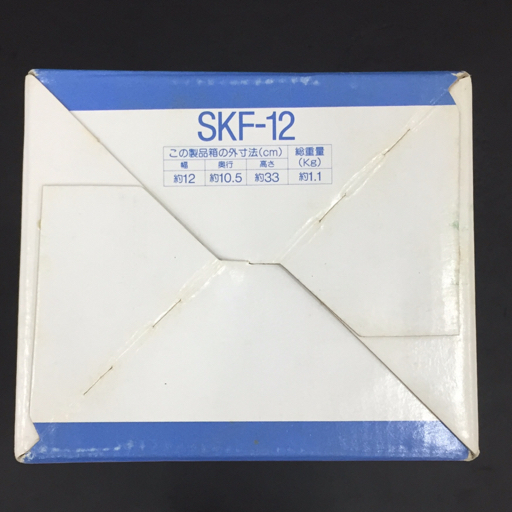 SKF-12
この製品箱の外寸法(cm) 総重量
幅 奥行 高さ (Kg)
約12 約10.5 約33 約1.1